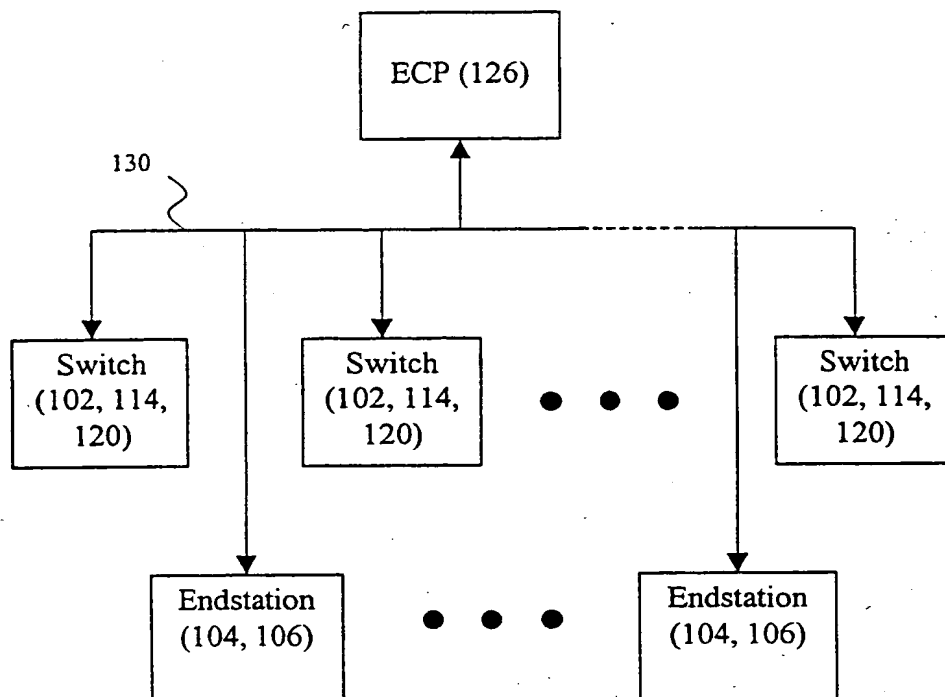 ECP (126)
130
Switch
(102, 114,
120)
Switch
(102, 114,
120)
Switch
(102, 114,
120)
Endstation
(104, 106)
Endstation
(104, 106)